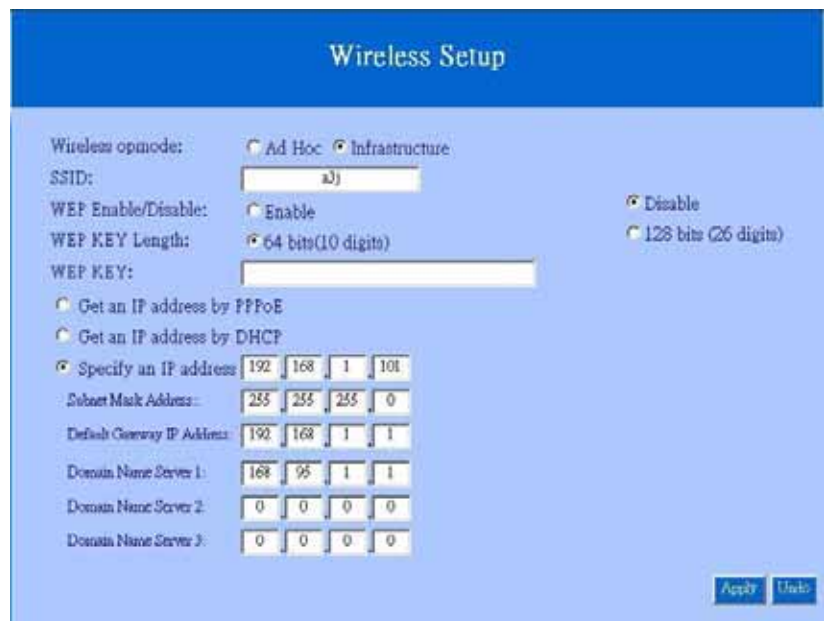 Wireless Setup
Wireless opmode: Ad Hoc Infrastructure
SSID:
WEP Enable/Disable: Enable Disable
WEP KEY Length: 64 bits(10 digits) 128 bits (26 digits)
WEP KEY:
Get an IP address by PPPoE
Get an IP address by DHCP
Specify an IP address 192 . 168 . 1 . 101
Subnet Mask Address: 255 . 255 . 255 . 0
Default Gateway IP Address: 192 . 168 . 1 . 1
Domain Name Server 1: 168 . 95 . 1 . 1
Domain Name Server 2: 0 . 0 . 0 . 0
Domain Name Server 3: 0 . 0 . 0 . 0
Apply Undo